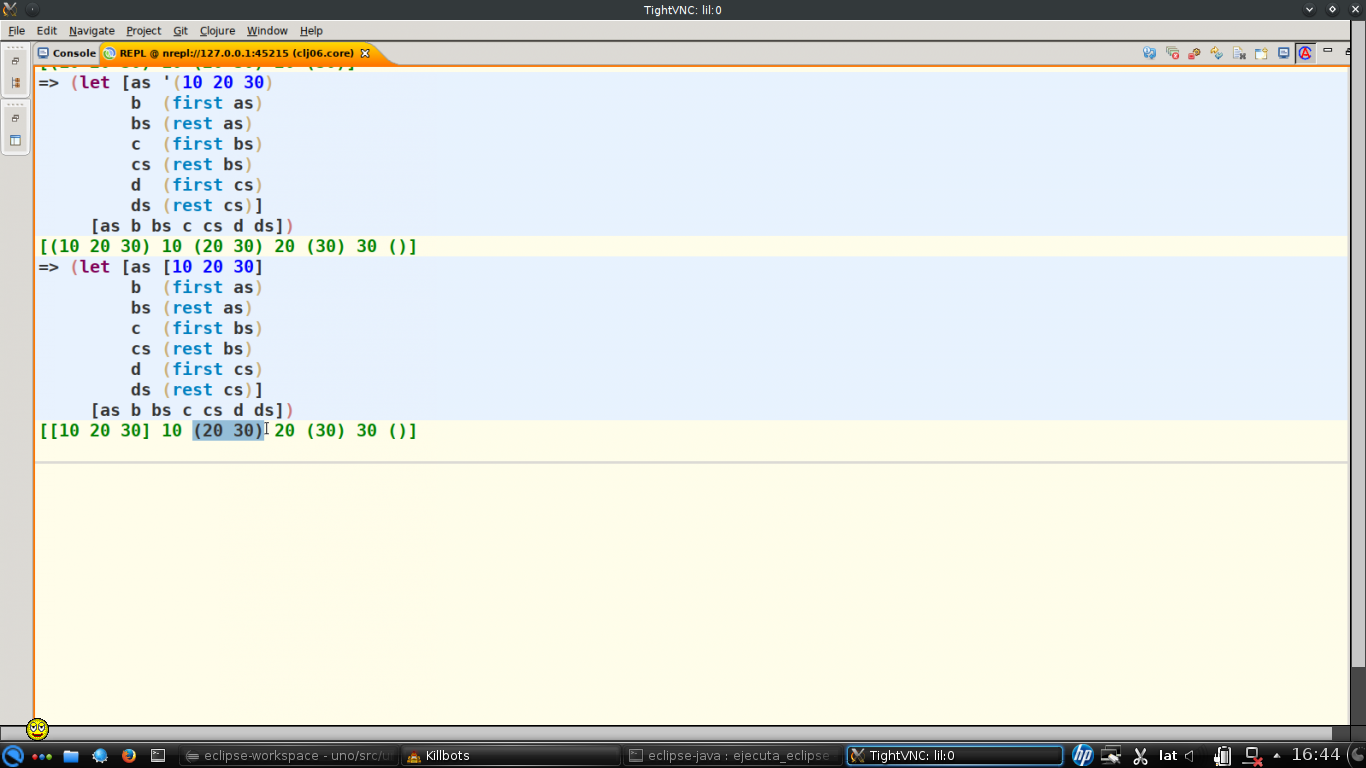 TightVNC: lil:0
File Edit Navigate Project Git Clojure Window Help
Console REPL @ nrepl://127.0.0.1:45215 (clj06.core)
=> (let [as '(10 20 30)
b (first as)
bs (rest as)
c (first bs)
cs (rest bs)
d (first cs)
ds (rest cs)]
[as b bs c cs d ds])
[(10 20 30) 10 (20 30) 20 (30) 30 ()]
=> (let [as [10 20 30]
b (first as)
bs (rest as)
c (first bs)
cs (rest bs)
d (first cs)
ds (rest cs)]
[as b bs c cs d ds])
[[10 20 30] 10 (20 30) 20 (30) 30 ()]
eclipse-workspace - uno/src/u Killbots eclipse-java : ejecuta_eclipse TightVNC: lil:0 hp lat 16:44